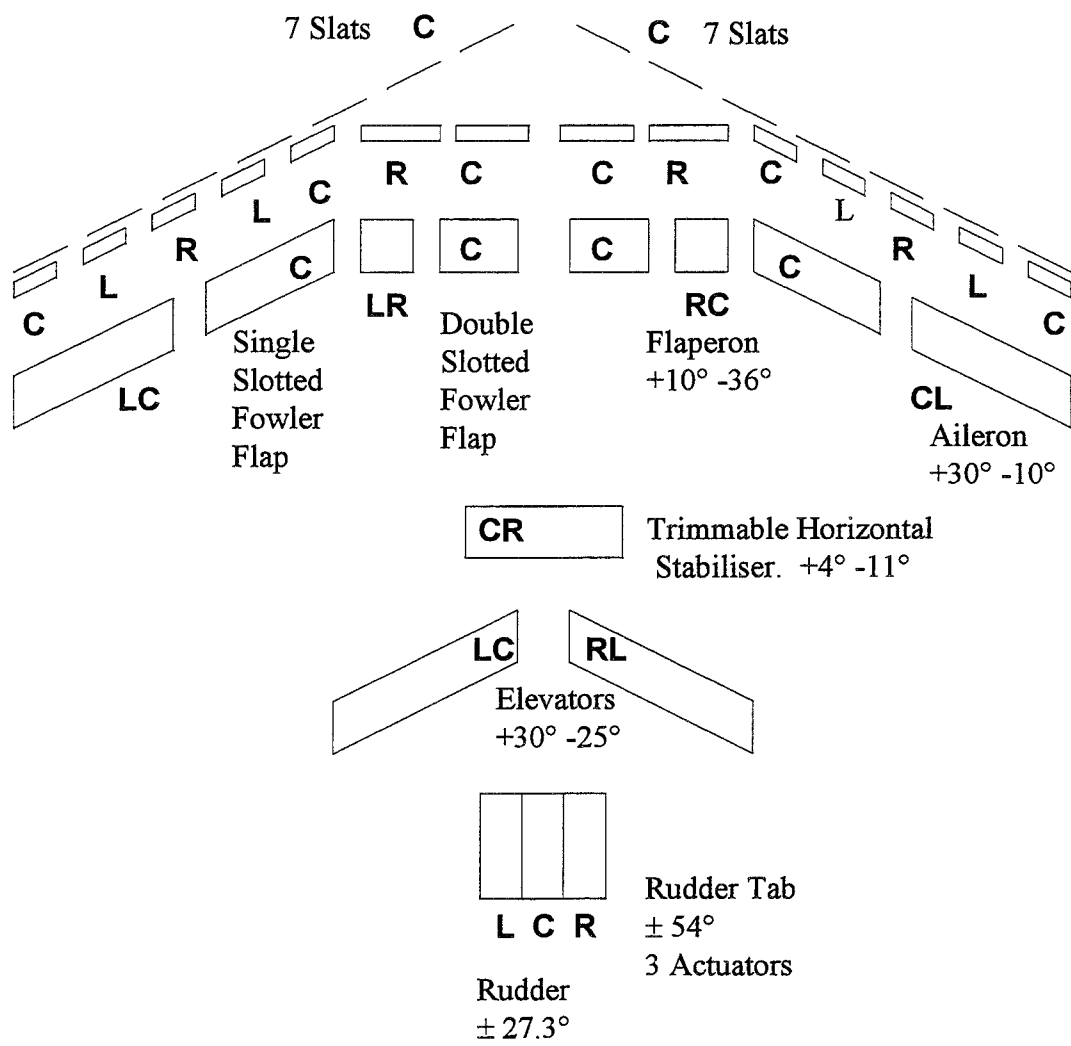 7 Slats C
C 7 Slats
R C C R
C C
L L
R R
L L
C C
C C C C
LR RC
LC CL
Single
Slotted
Fowler
Flap
Double
Slotted
Fowler
Flap
Flaperon
+10° -36°
Aileron
+30° -10°
CR
Trimmable Horizontal
Stabiliser. +4° -11°
LC RL
Elevators
+30° -25°
L C R
Rudder Tab
± 54°
3 Actuators
Rudder
± 27.3°